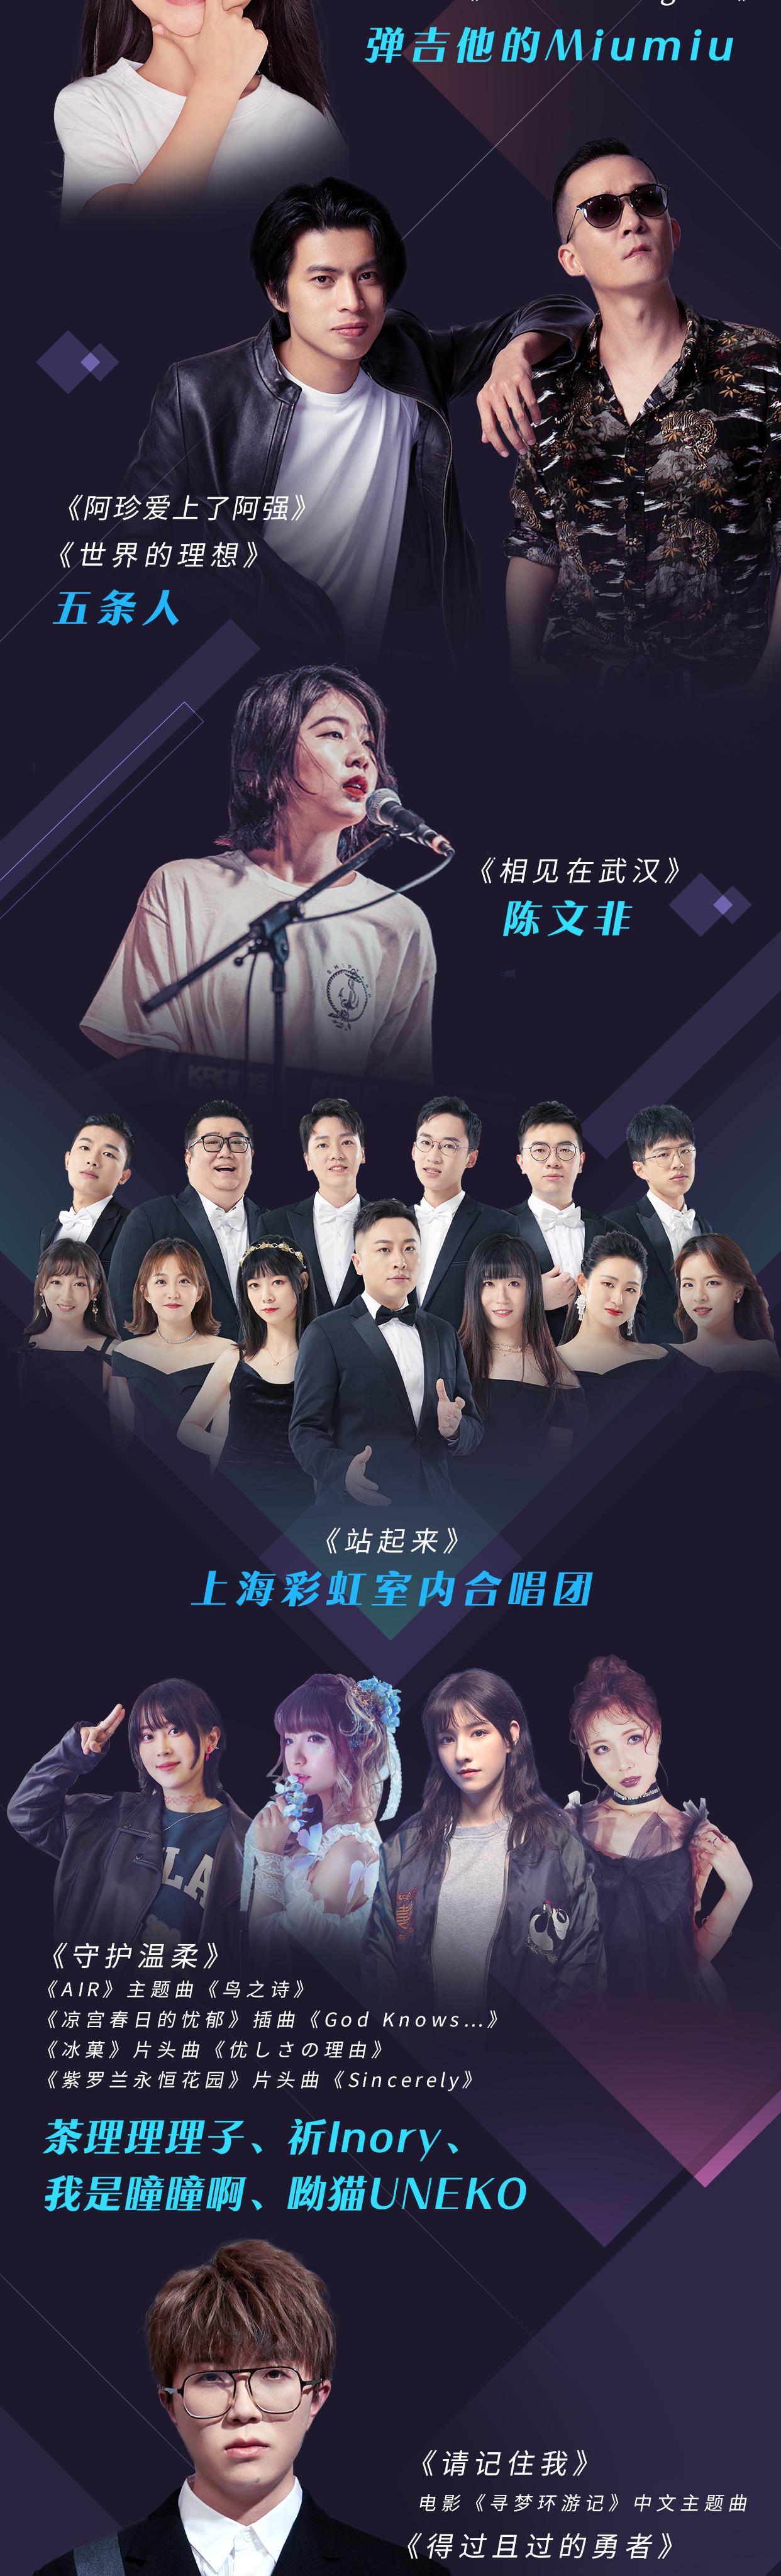 弹吉他的Miumiu
《阿珍爱上了阿强》
《世界的理想》
五条人
《相见在武汉》
陈文非
《站起来》
上海彩虹室内合唱团
《守护温柔》
《AIR》主题曲《鸟之诗》
《凉宫春日的忧郁》插曲《God Knows...》
《冰菓》片头曲《优しさの理由》
《紫罗兰永恒花园》片头曲《Sincerely》
茶理理理子、祈Inory、
我是瞳瞳啊、呦猫UNEKO
《请记住我》
电影《寻梦环游记》中文主题曲
《得过且过的勇者》